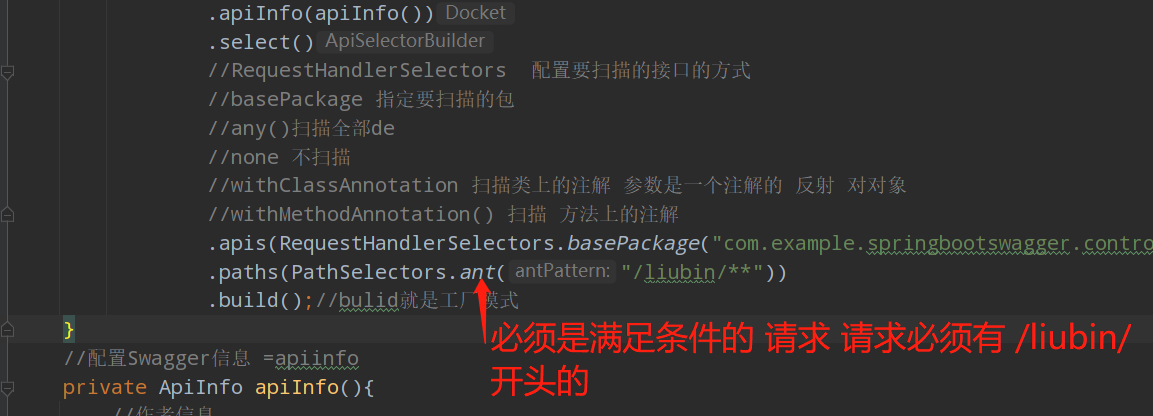 .apiInfo(apiInfo()) Docket
.select() ApiSelectorBuilder
//RequestHandlerSelectors  配置要扫描的接口的方式
//basePackage 指定要扫描的包
//any()扫描全部de
//none 不扫描
//withClassAnnotation 扫描类上的注解 参数是一个注解的 反射 对对象
//withMethodAnnotation() 扫描 方法上的注解
.apis(RequestHandlerSelectors.basePackage("com.example.springbootswagger.contro
.paths(PathSelectors.ant( antPattern: "/liubin/**"))
.build();//bulid就是工厂模式
}
必须是满足条件的 请求 请求必须有 /liubin/
开头的
//配置Swagger信息 =apiinfo
private ApiInfo apiInfo(){
//作者信息